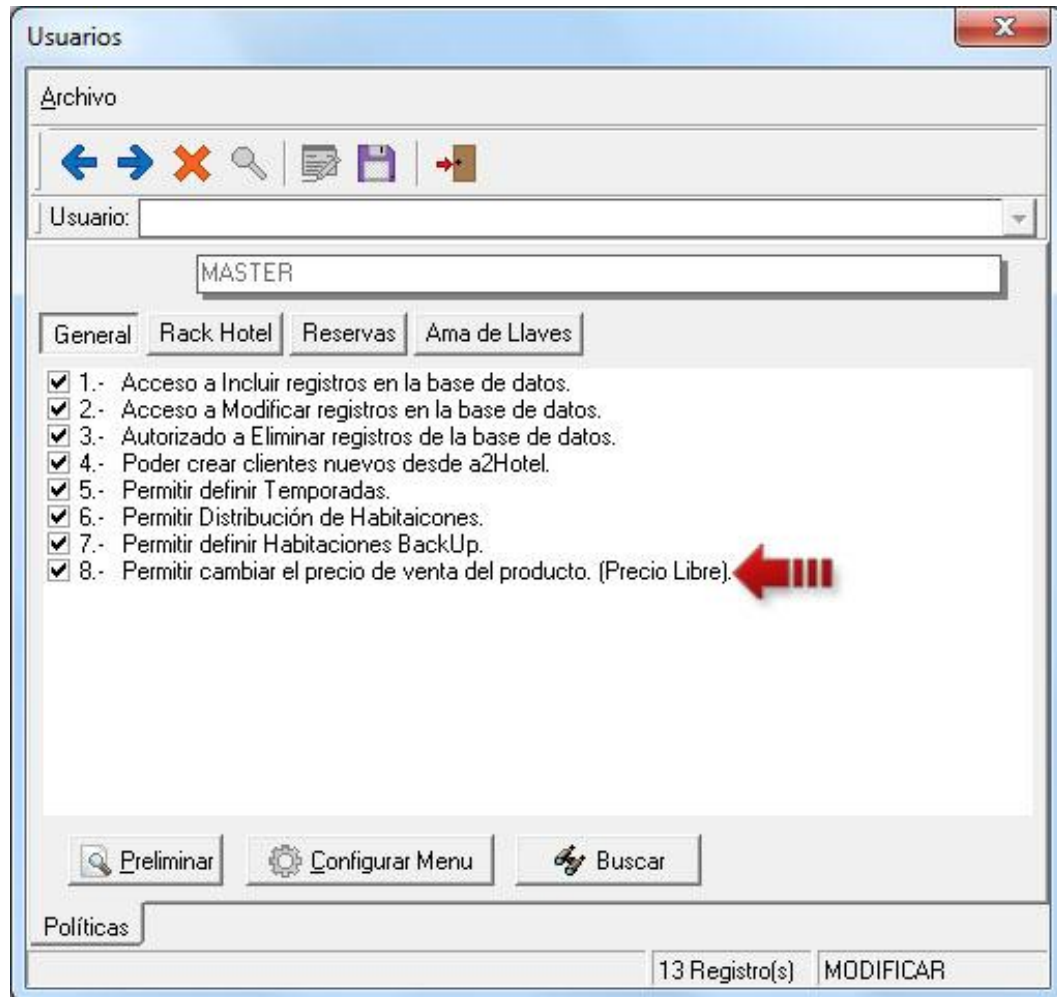 Usuarios
Archivo
Usuario:
MASTER
General Rack Hotel Reservas Ama de Llaves
1.- Acceso a Incluir registros en la base de datos.
2.- Acceso a Modificar registros en la base de datos.
3.- Autorizado a Eliminar registros de la base de datos.
4.- Poder crear clientes nuevos desde a2Hotel.
5.- Permitir definir Temporadas.
6.- Permitir Distribución de Habitaicones.
7.- Permitir definir Habitaciones BackUp.
8.- Permitir cambiar el precio de venta del producto. (Precio Libre).
Preliminar Configurar Menu Buscar
Políticas
13 Registro(s) MODIFICAR